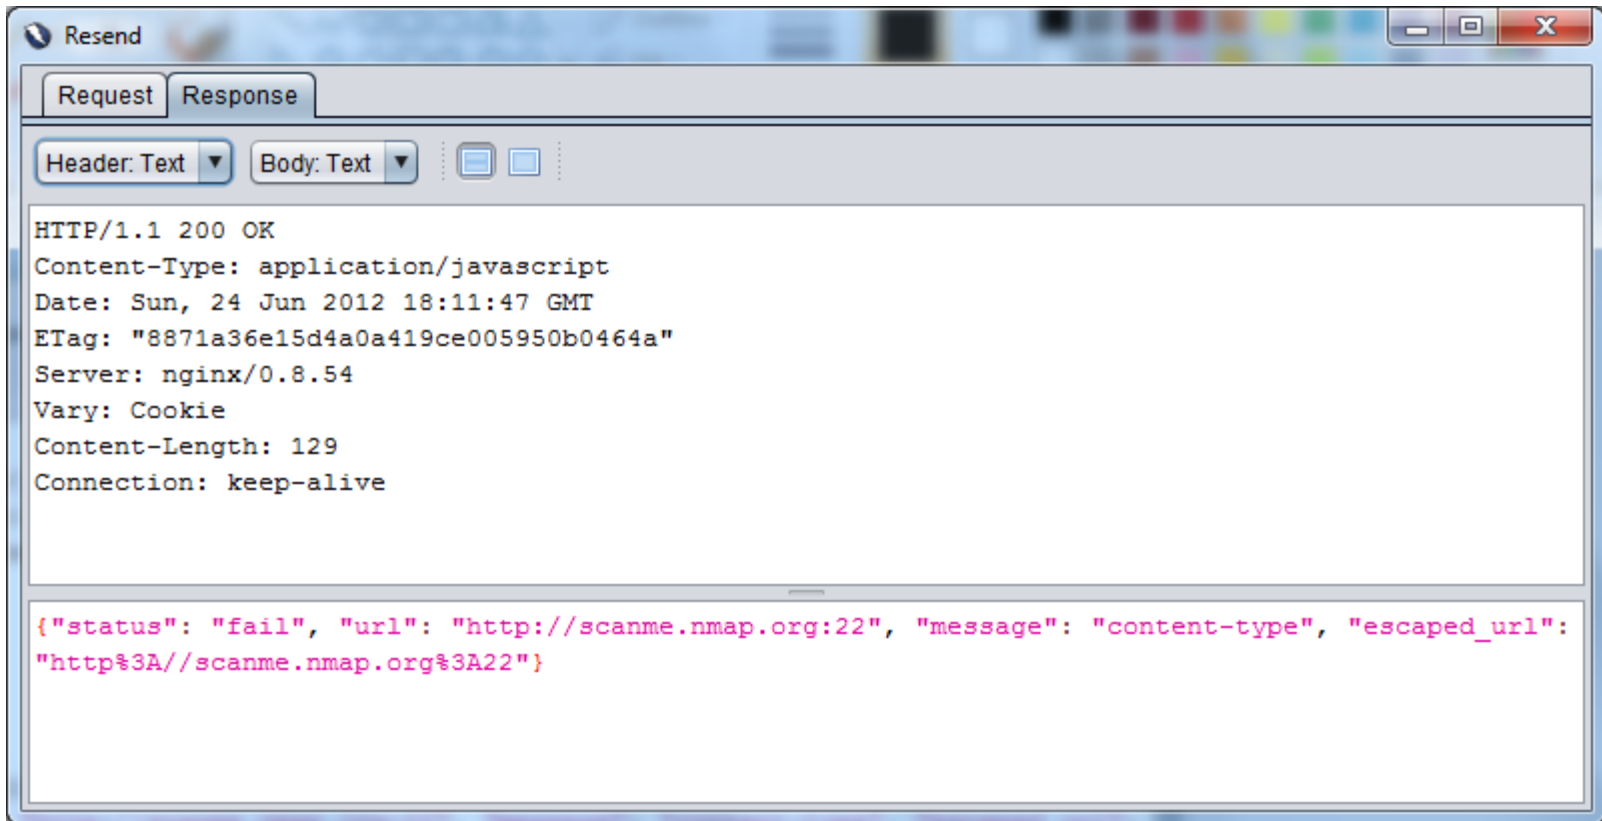 Resend
Request Response
Header: Text Body: Text
HTTP/1.1 200 OK
Content-Type: application/javascript
Date: Sun, 24 Jun 2012 18:11:47 GMT
ETag: "8871a36e15d4a0a419ce005950b0464a"
Server: nginx/0.8.54
Vary: Cookie
Content-Length: 129
Connection: keep-alive
{"status": "fail", "url": "http://scanme.nmap.org:22", "message": "content-type", "escaped_url":
"http%3A//scanme.nmap.org%3A22"}